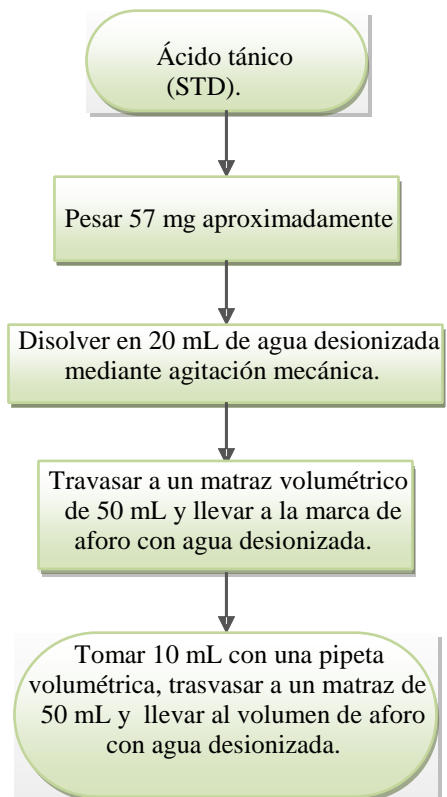 Ácido tánico
(STD).
Pesar 57 mg aproximadamente
Disolver en 20 mL de agua desionizada
mediante agitación mecánica.
Travasar a un matraz volumétrico
de 50 mL y llevar a la marca de
aforo con agua desionizada.
Tomar 10 mL con una pipeta
volumétrica, trasvasar a un matraz de
50 mL y llevar al volumen de aforo
con agua desionizada.